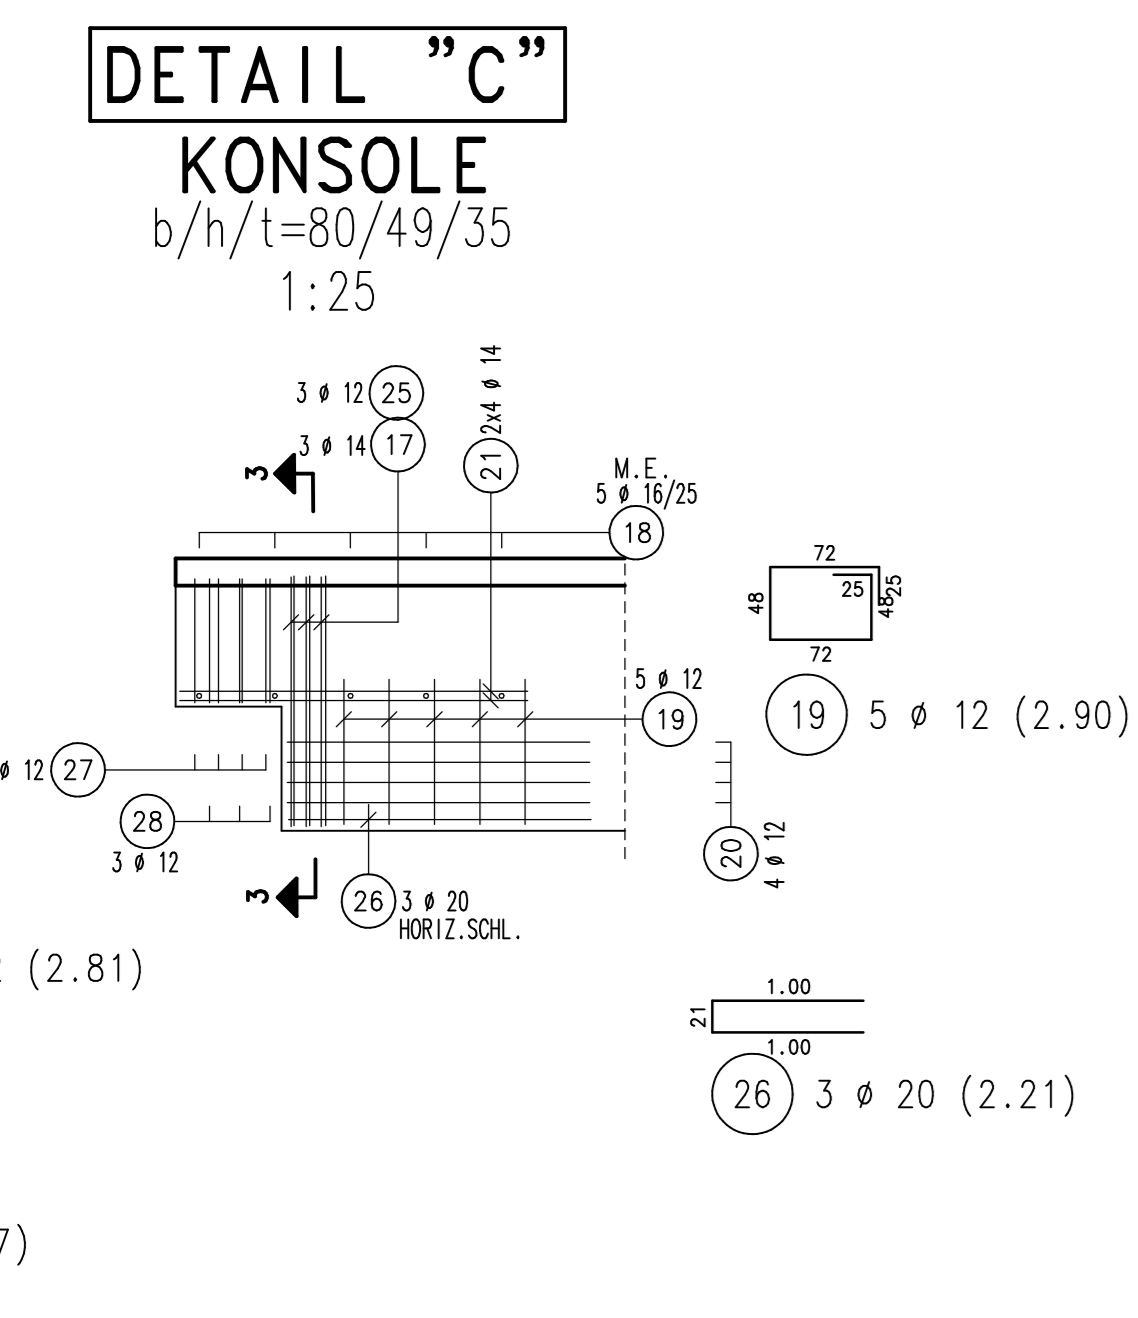 DETAIL "C"
KONSOLE
b/h/t=80/49/35
1:25
3 ø 12 25
3 ø 14 17
21 2x4 ø 14
3
M.E.
5 ø 16/25
18
72
48
25
48
25
72
19 5 ø 12 (2.90)
5 ø 12
19
ø 12 27
28
3 ø 12
20 4 ø 12
3
26 3 ø 20
HORIZ.SCHL.
(2.81)
1.00
21
1.00
26 3 ø 20 (2.21)
7)